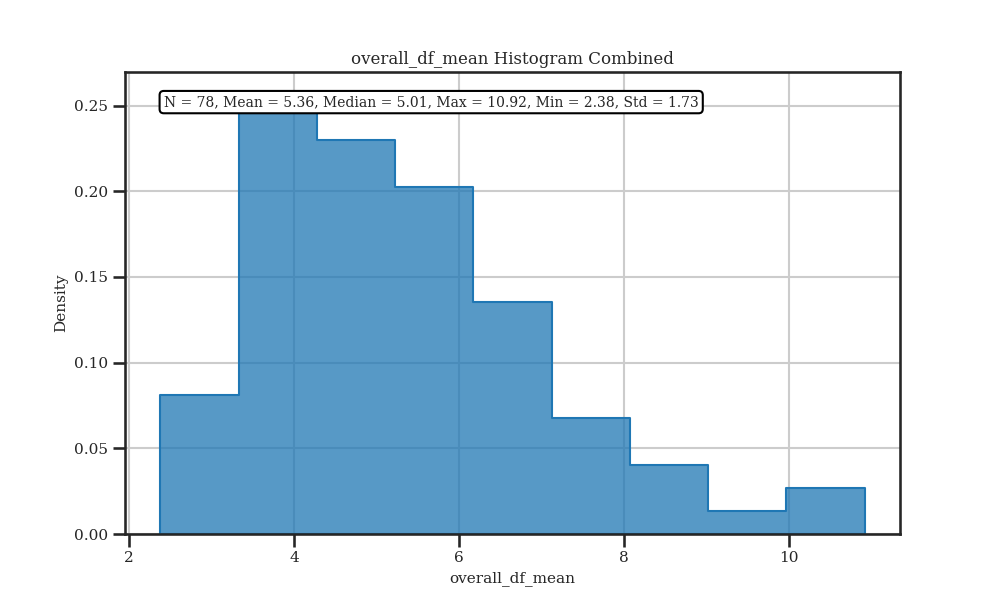 overall_df_mean Histogram Combined
N = 78, Mean = 5.36, Median = 5.01, Max = 10.92, Min = 2.38, Std = 1.73
0.25
0.20
0.15
0.10
0.05
0.00
Density
2 4 6 8 10
overall_df_mean